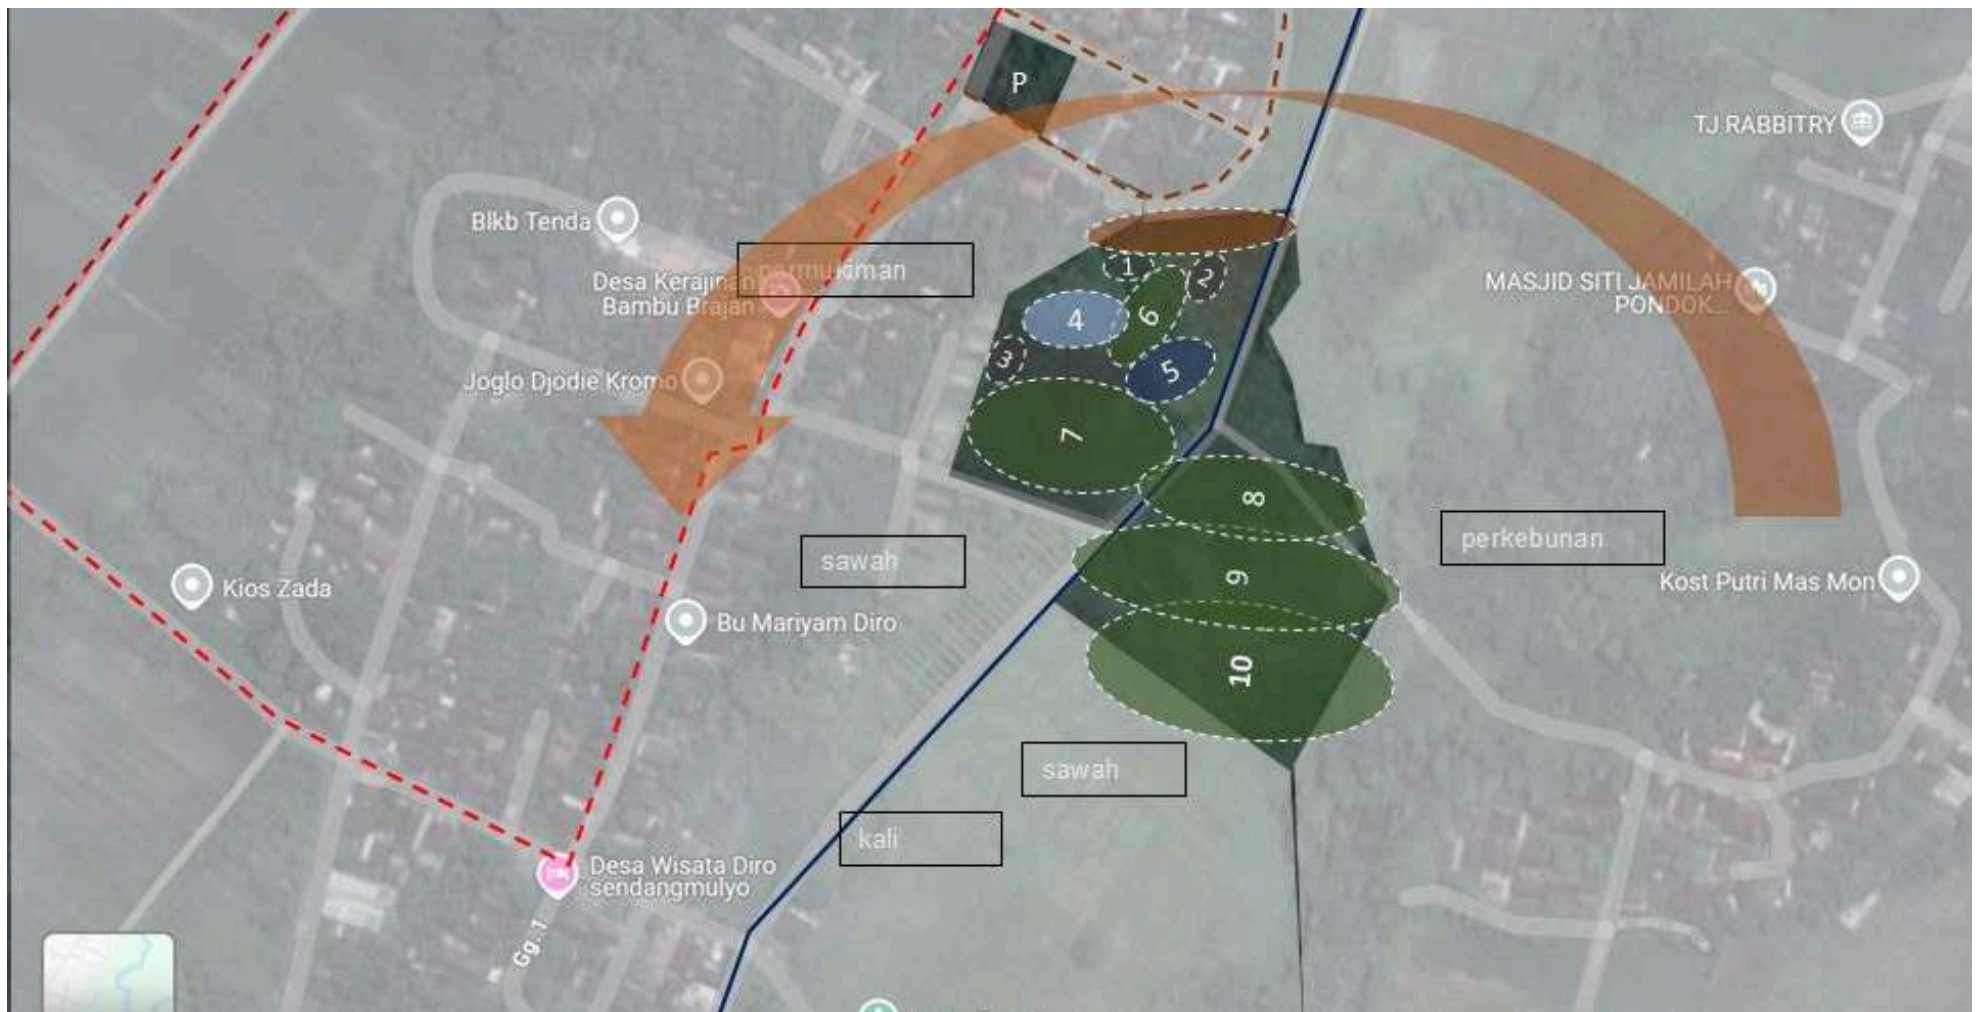 P
TJ RABBITRY
Blkb Tenda
permukiman
Desa Kerajinan
Bambu Brajan
MASJID SITI JAMILAH
PONDOK...
1
2
6
4
3
5
Joglo Djodie Kromo
7
8
perkebunan
sawah
9
Kost Putri Mas Mon
Kios Zada
Bu Mariyam Diro
10
sawah
kali
Desa Wisata Diro
sendangmulyo
Gg. 1